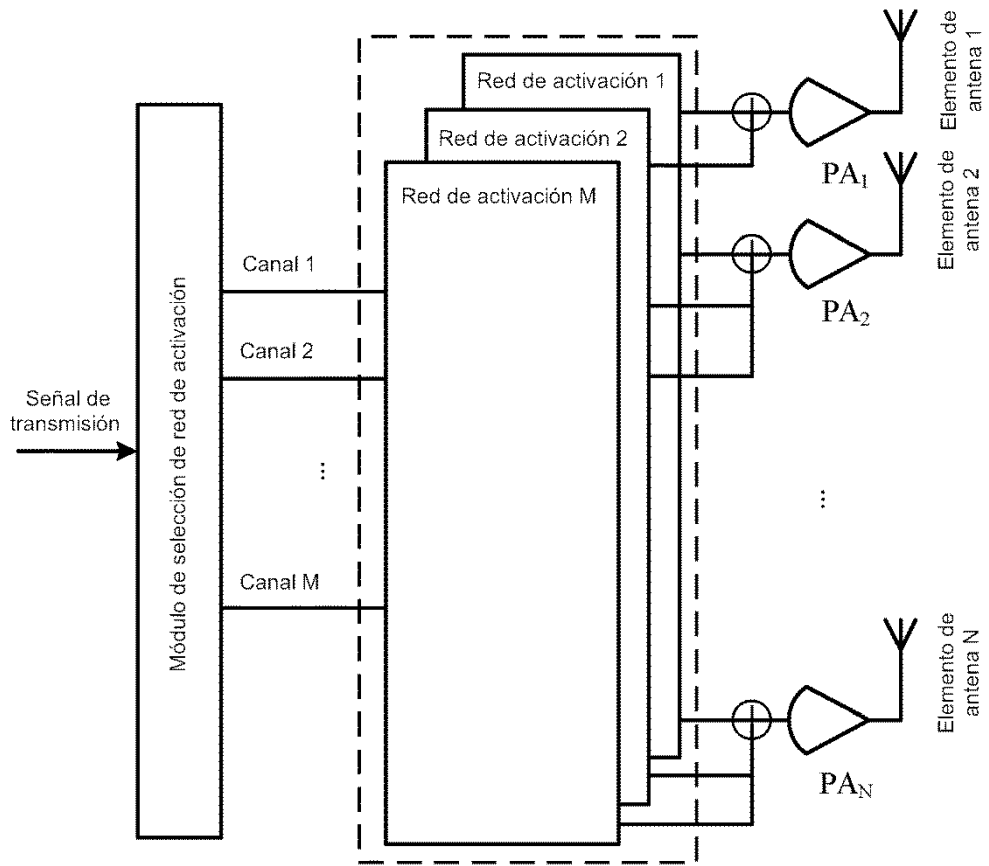 Señal de
transmisión
Módulo de selección de red de activación
Canal 1
Canal 2
...
Canal M
Red de activación 1
Red de activación 2
Red de activación M
PA₁
Elemento de
antena 1
PA₂
Elemento de
antena 2
...
PA_N
Elemento de
antena N